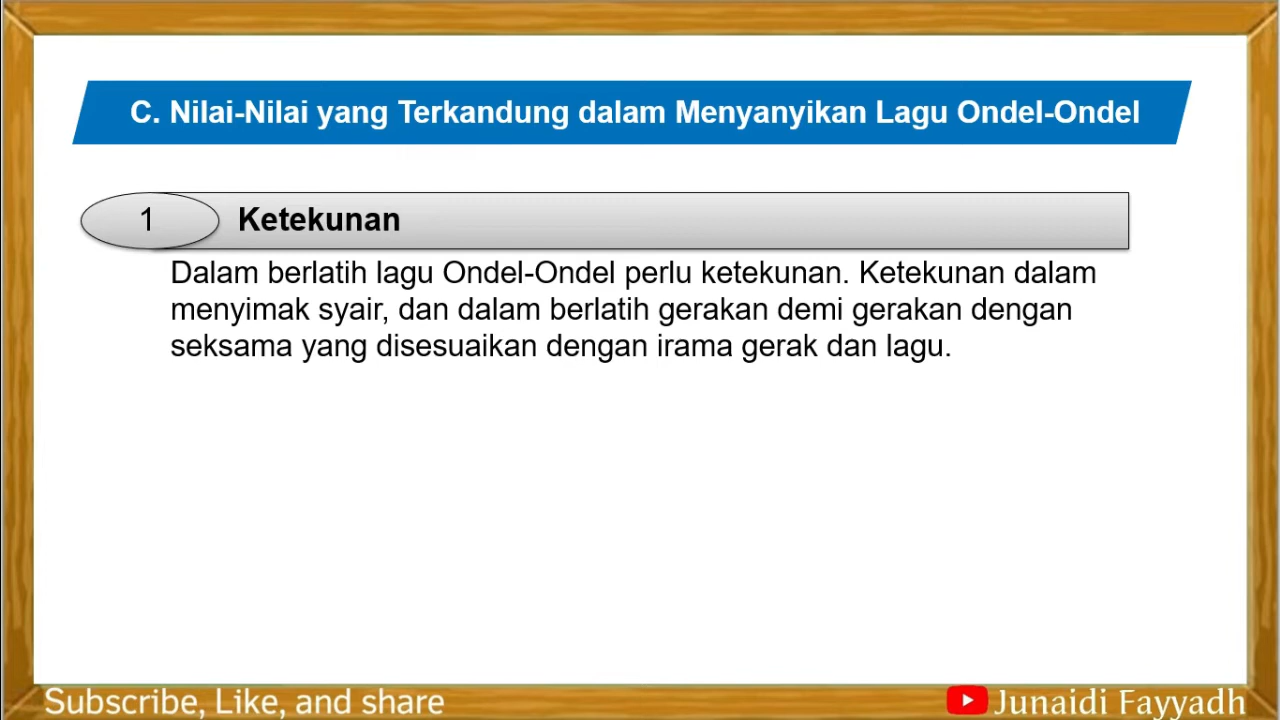 C. Nilai-Nilai yang Terkandung dalam Menyanyikan Lagu Ondel-Ondel
1 Ketekunan
Dalam berlatih lagu Ondel-Ondel perlu ketekunan. Ketekunan dalam
menyimak syair, dan dalam berlatih gerakan demi gerakan dengan
seksama yang disesuaikan dengan irama gerak dan lagu.
Subscribe, Like, and share
Junaidi Fayyadh